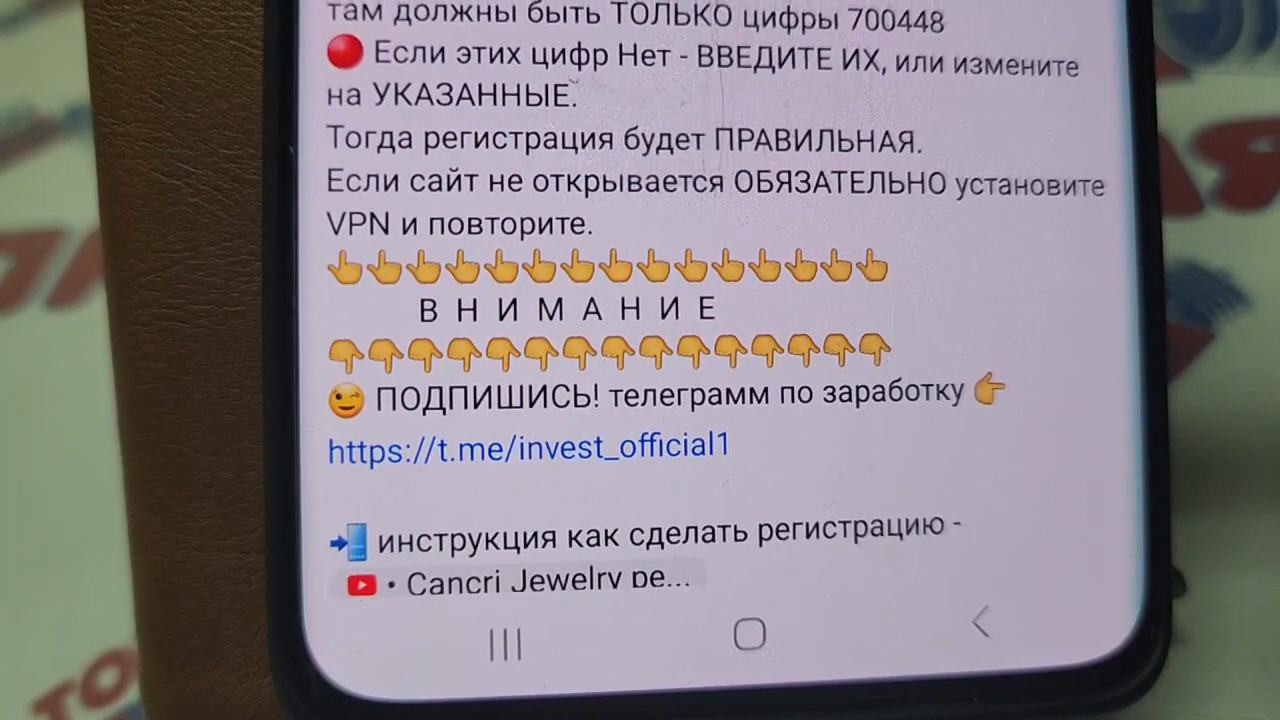 там должны быть ТОЛЬКО цифры 700448
🔴 Если этих цифр Нет - ВВЕДИТЕ ИХ, или измените
на УКАЗАННЫЕ.
Тогда регистрация будет ПРАВИЛЬНАЯ.
Если сайт не открывается ОБЯЗАТЕЛЬНО установите
VPN и повторите.
👆👆👆👆👆👆👆👆👆👆👆👆👆👆👆
В Н И М А Н И Е
👇👇👇👇👇👇👇👇👇👇👇👇👇👇👇
😉 ПОДПИШИСЬ! телеграмм по заработку 👉
https://t.me/invest_official1
📲 инструкция как сделать регистрацию -
• Cancri Jewelry ре...